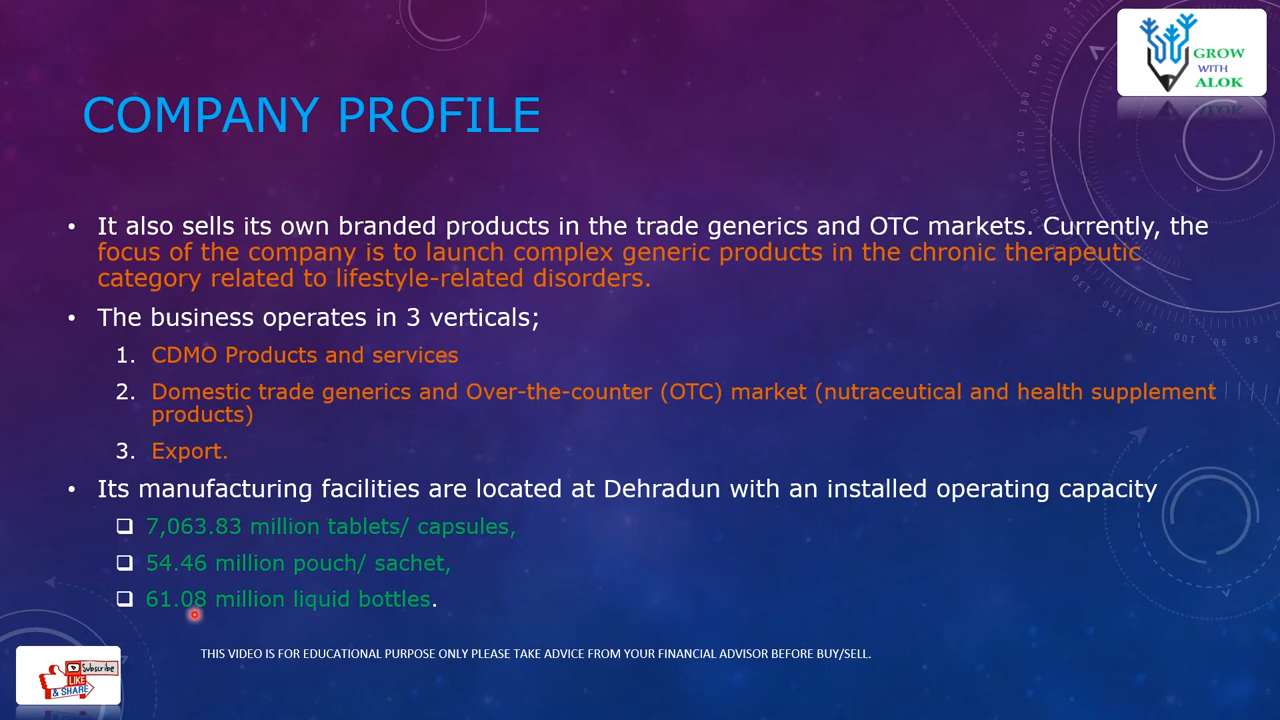 GROW
WITH
ALOK
COMPANY PROFILE
• It also sells its own branded products in the trade generics and OTC markets. Currently, the
focus of the company is to launch complex generic products in the chronic therapeutic
category related to lifestyle-related disorders.
• The business operates in 3 verticals;
1. CDMO Products and services
2. Domestic trade generics and Over-the-counter (OTC) market (nutraceutical and health supplement
products)
3. Export.
• Its manufacturing facilities are located at Dehradun with an installed operating capacity
❑ 7,063.83 million tablets/ capsules,
❑ 54.46 million pouch/ sachet,
❑ 61.08 million liquid bottles.
THIS VIDEO IS FOR EDUCATIONAL PURPOSE ONLY PLEASE TAKE ADVICE FROM YOUR FINANCIAL ADVISOR BEFORE BUY/SELL.
Subscribe
LIKE
& SHARE